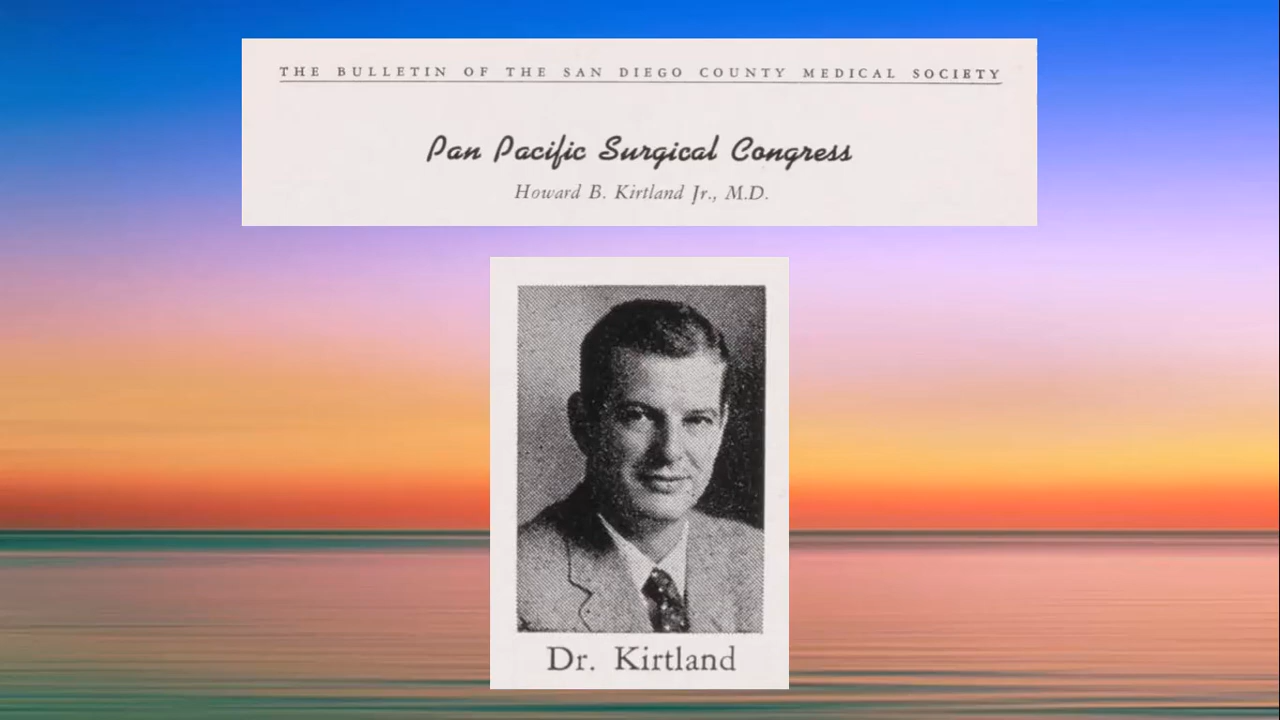 THE BULLETIN OF THE SAN DIEGO COUNTY MEDICAL SOCIETY
Pan Pacific Surgical Congress
Howard B. Kirtland Jr., M.D.
Dr. Kirtland